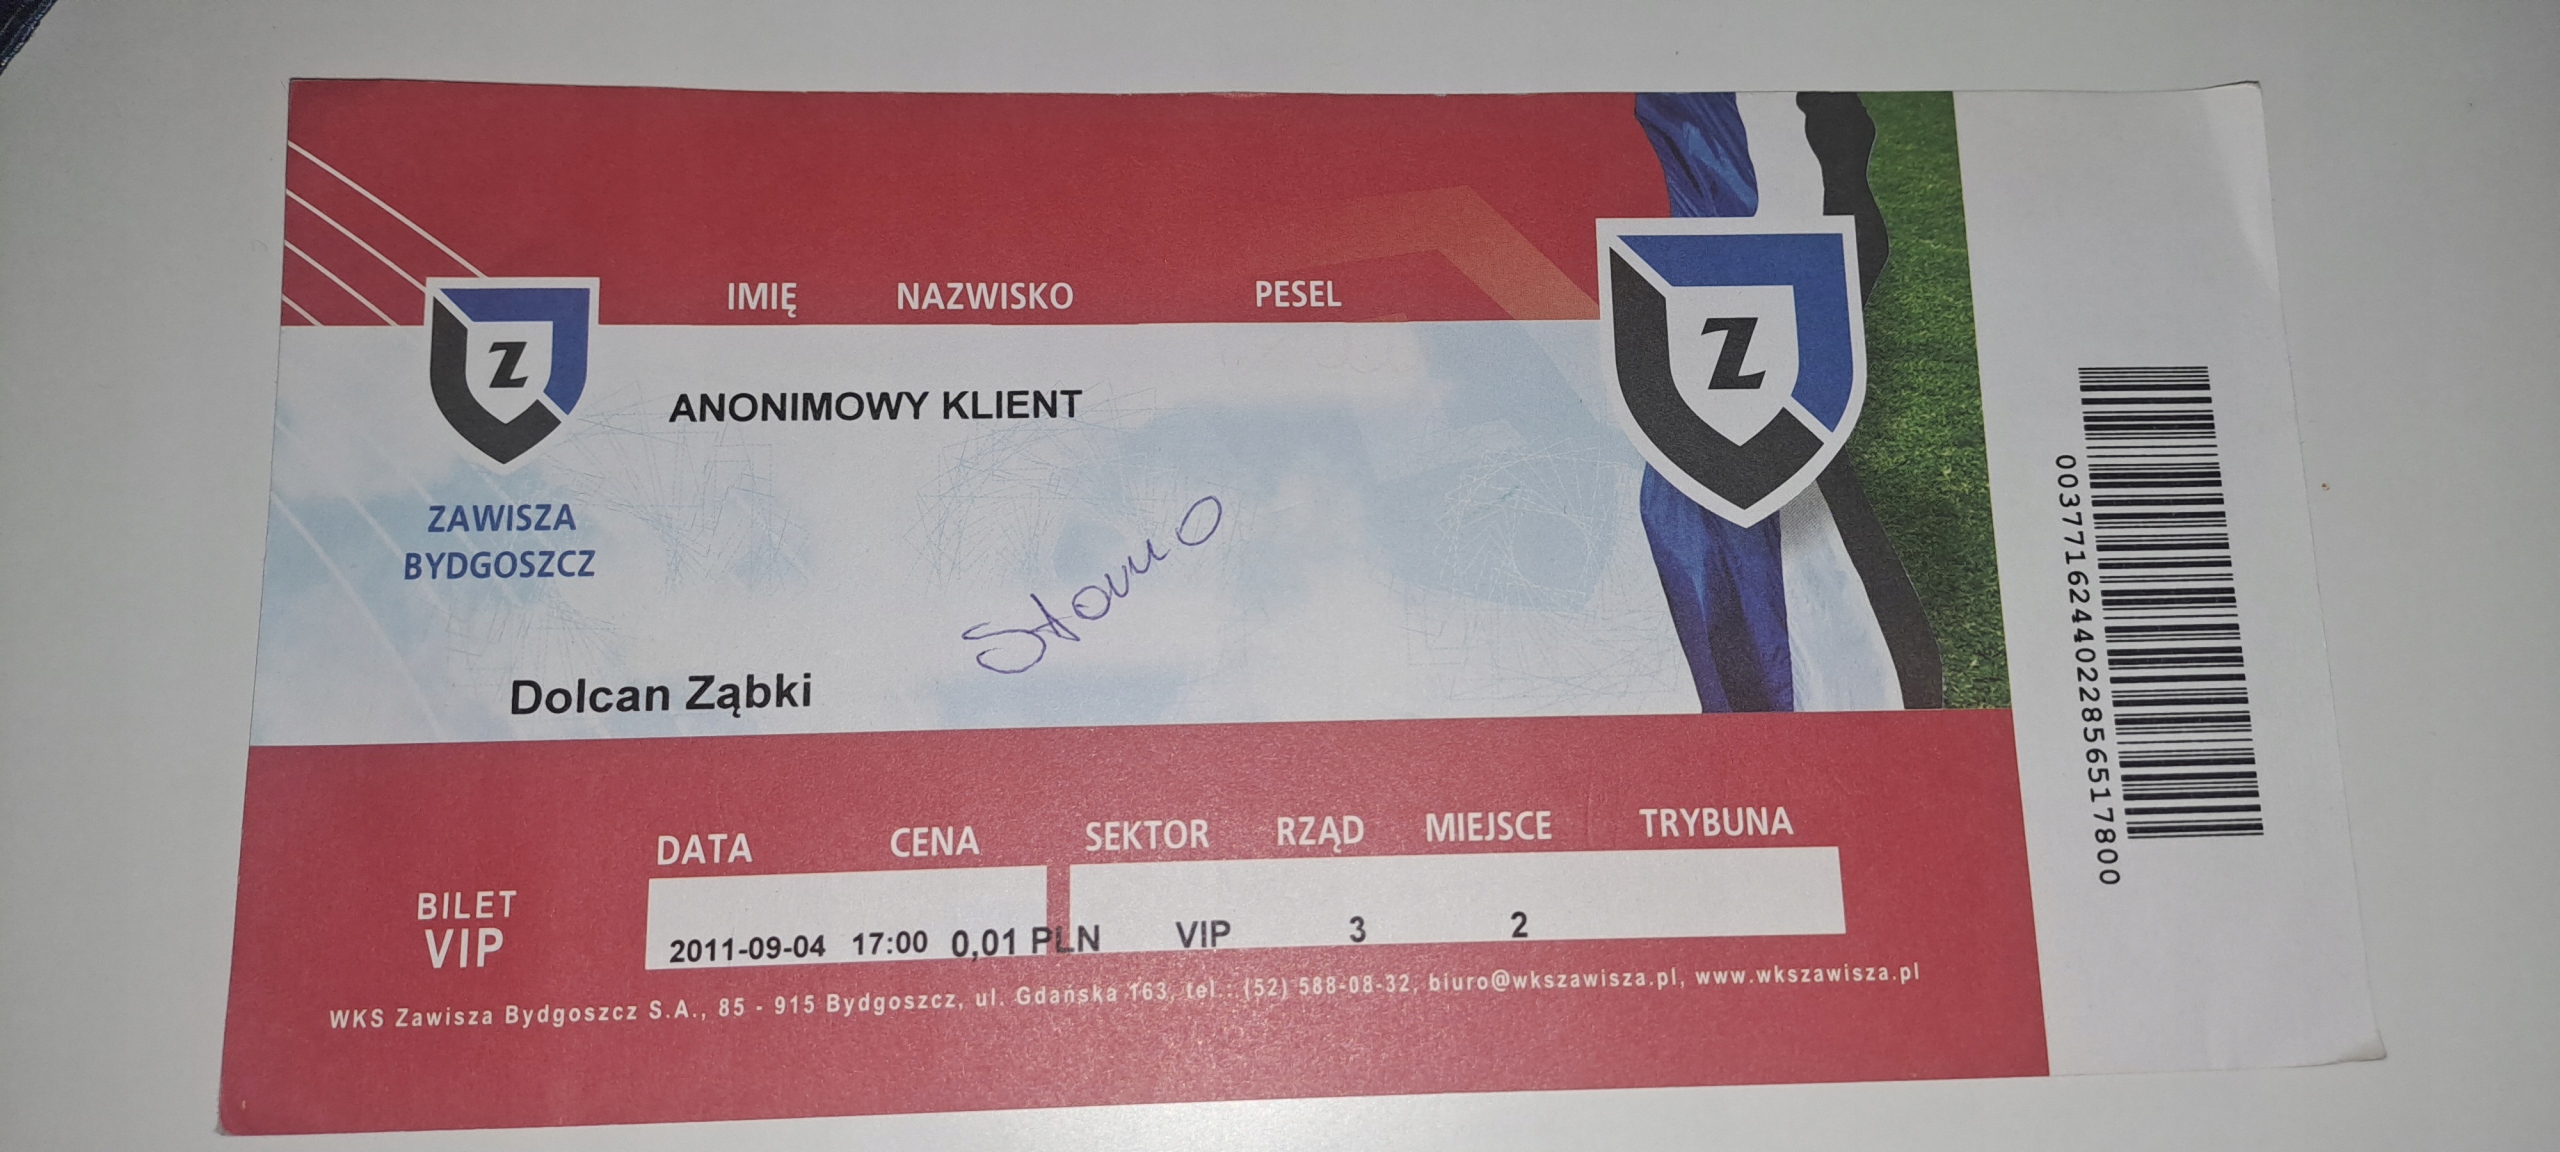 IMIĘ NAZWISKO PESEL
Z
Z
ANONIMOWY KLIENT
ZAWISZA
BYDGOSZCZ
Dolcan Ząbki
DATA CENA SEKTOR RZĄD MIEJSCE TRYBUNA
BILET
VIP
2011-09-04 17:00 0,01 PLN VIP 3 2
WKS Zawisza Bydgoszcz S.A., 85 - 915 Bydgoszcz, ul. Gdańska 163, tel.: (52) 588-08-32, biuro@wkszawisza.pl, www.wkszawisza.pl
00377162440228565517800